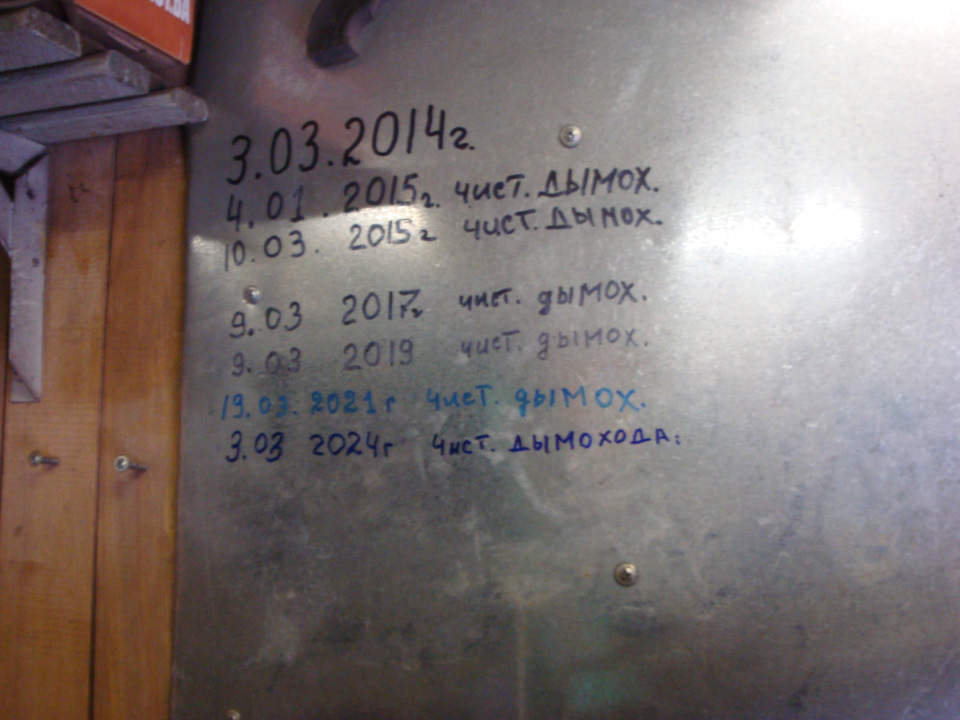 3.03.2014г.
4.01.2015г. чист. дымох.
10.03. 2015г чист. дымох.
9.03 2017г чист. дымох.
9.03 2019 чист. дымох.
19.03.2021г чист. дымох.
3.03 2024г чист. дымохода.